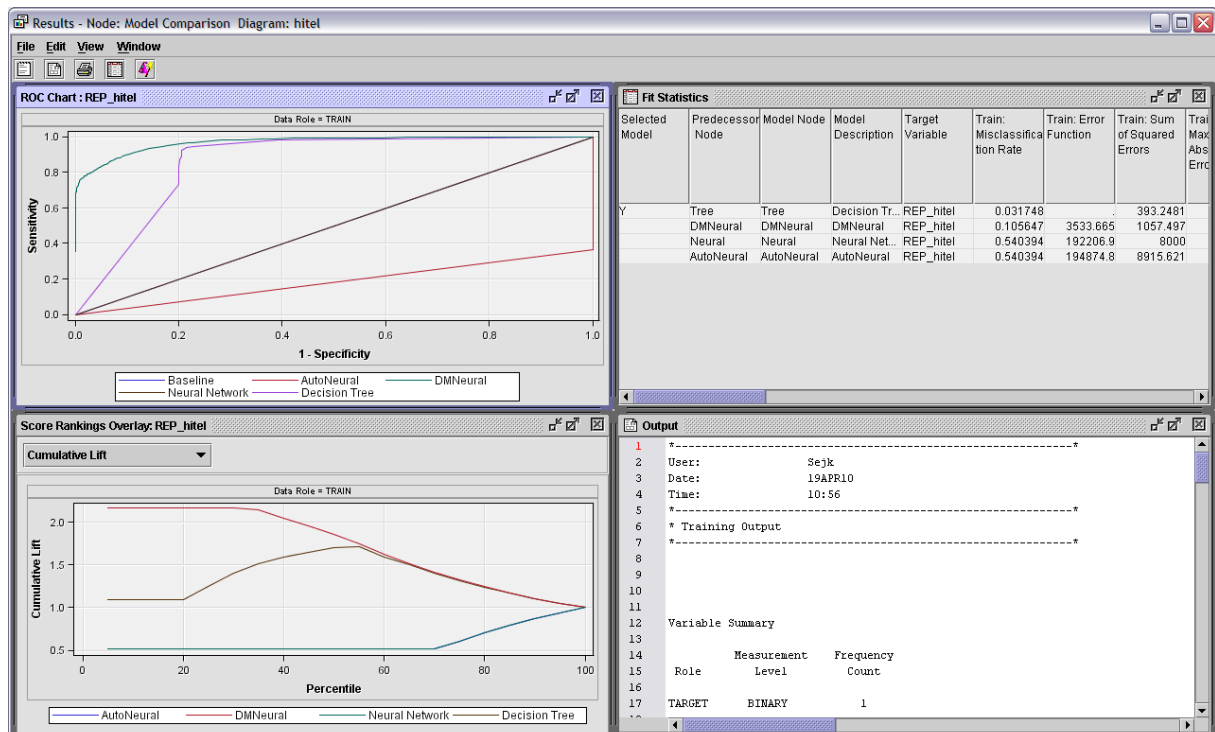 Results - Node: Model Comparison Diagram: hitel
File Edit View Window
ROC Chart : REP_hitel
Data Role = TRAIN
Sensitivity
1.0
0.8
0.6
0.4
0.2
0.0
0.0 0.2 0.4 0.6 0.8 1.0
1 - Specificity
Baseline AutoNeural DMNeural
Neural Network Decision Tree
Fit Statistics
Selected Model Predecessor Node Model Node Model Description Target Variable Train: Misclassifica tion Rate Train: Error Function Train: Sum of Squared Errors
Y Tree Tree Decision Tr... REP_hitel 0.031748 . 393.2481
DMNeural DMNeural DMNeural REP_hitel 0.105647 3533.665 1057.497
Neural Neural Neural Net... REP_hitel 0.540394 192206.9 8000
AutoNeural AutoNeural AutoNeural REP_hitel 0.540394 194874.8 8915.621
Score Rankings Overlay: REP_hitel
Cumulative Lift
Data Role = TRAIN
Cumulative Lift
2.0
1.5
1.0
0.5
0 20 40 60 80 100
Percentile
AutoNeural DMNeural Neural Network Decision Tree
Output
1 *------------------------------------------------------------*
2 User: Sejk
3 Date: 19APR10
4 Time: 10:56
5 *------------------------------------------------------------*
6 * Training Output
7 *------------------------------------------------------------*
8
9
10
11
12 Variable Summary
13
14 Measurement Frequency
15 Role Level Count
16
17 TARGET BINARY 1